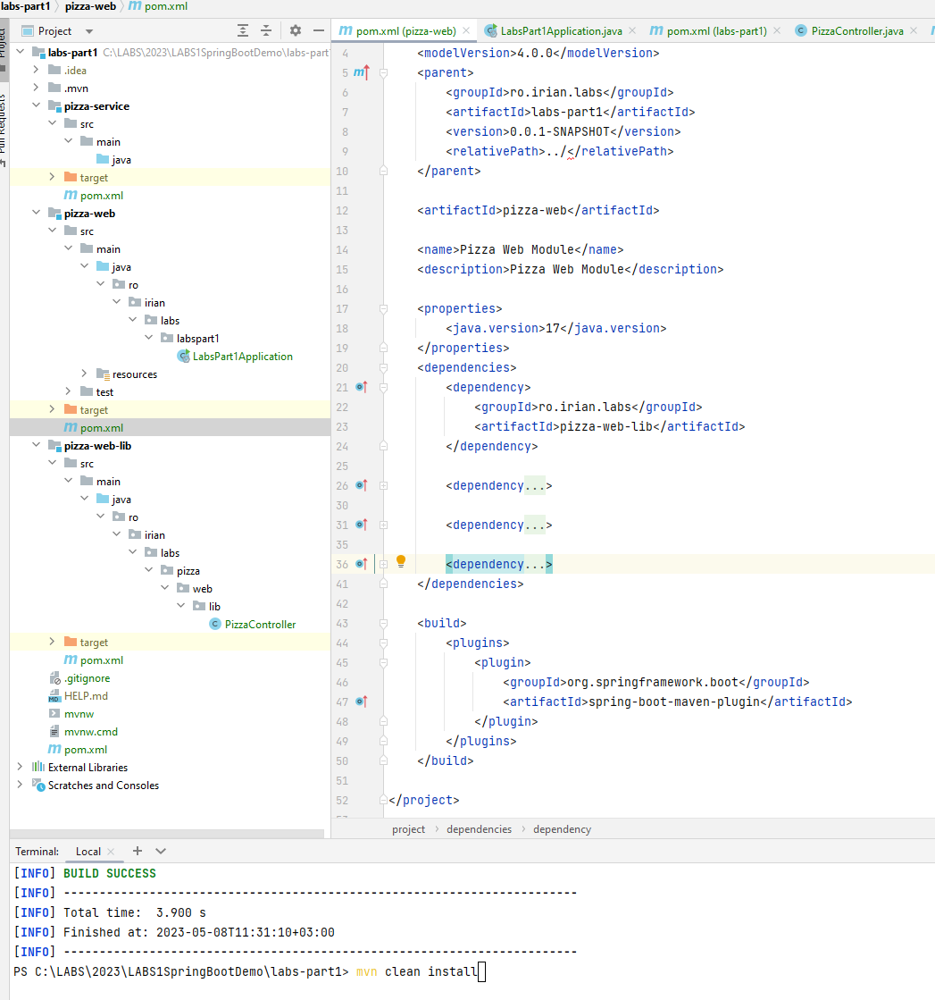 labs-part1 pizza-web m pom.xml
Project
Pull Requests
Project
pom.xml (pizza-web) LabsPart1Application.java pom.xml (labs-part1) PizzaController.java
labs-part1 C:\LABS\2023\LABS1SpringBootDemo\labs-part1
.idea
.mvn
pizza-service
src
main
java
target
pom.xml
pizza-web
src
main
java
ro
irian
labs
labspart1
LabsPart1Application
resources
test
target
pom.xml
pizza-web-lib
src
main
java
ro
irian
labs
pizza
web
lib
PizzaController
target
pom.xml
.gitignore
HELP.md
mvnw
mvnw.cmd
pom.xml
External Libraries
Scratches and Consoles
4 <modelVersion>4.0.0</modelVersion>
5 <parent>
6 <groupId>ro.irian.labs</groupId>
7 <artifactId>labs-part1</artifactId>
8 <version>0.0.1-SNAPSHOT</version>
9 <relativePath>../</relativePath>
10 </parent>
11
12 <artifactId>pizza-web</artifactId>
13
14 <name>Pizza Web Module</name>
15 <description>Pizza Web Module</description>
16
17 <properties>
18 <java.version>17</java.version>
19 </properties>
20 <dependencies>
21 <dependency>
22 <groupId>ro.irian.labs</groupId>
23 <artifactId>pizza-web-lib</artifactId>
24 </dependency>
25
26 <dependency...>
30
31 <dependency...>
35
36 <dependency...>
41 </dependencies>
42
43 <build>
44 <plugins>
45 <plugin>
46 <groupId>org.springframework.boot</groupId>
47 <artifactId>spring-boot-maven-plugin</artifactId>
48 </plugin>
49 </plugins>
50 </build>
51
52 </project>
project dependencies dependency
Terminal: Local
[INFO] BUILD SUCCESS
[INFO] ------------------------------------------------------------------------
[INFO] Total time:  3.900 s
[INFO] Finished at: 2023-05-08T11:31:10+03:00
[INFO] ------------------------------------------------------------------------
PS C:\LABS\2023\LABS1SpringBootDemo\labs-part1> mvn clean install